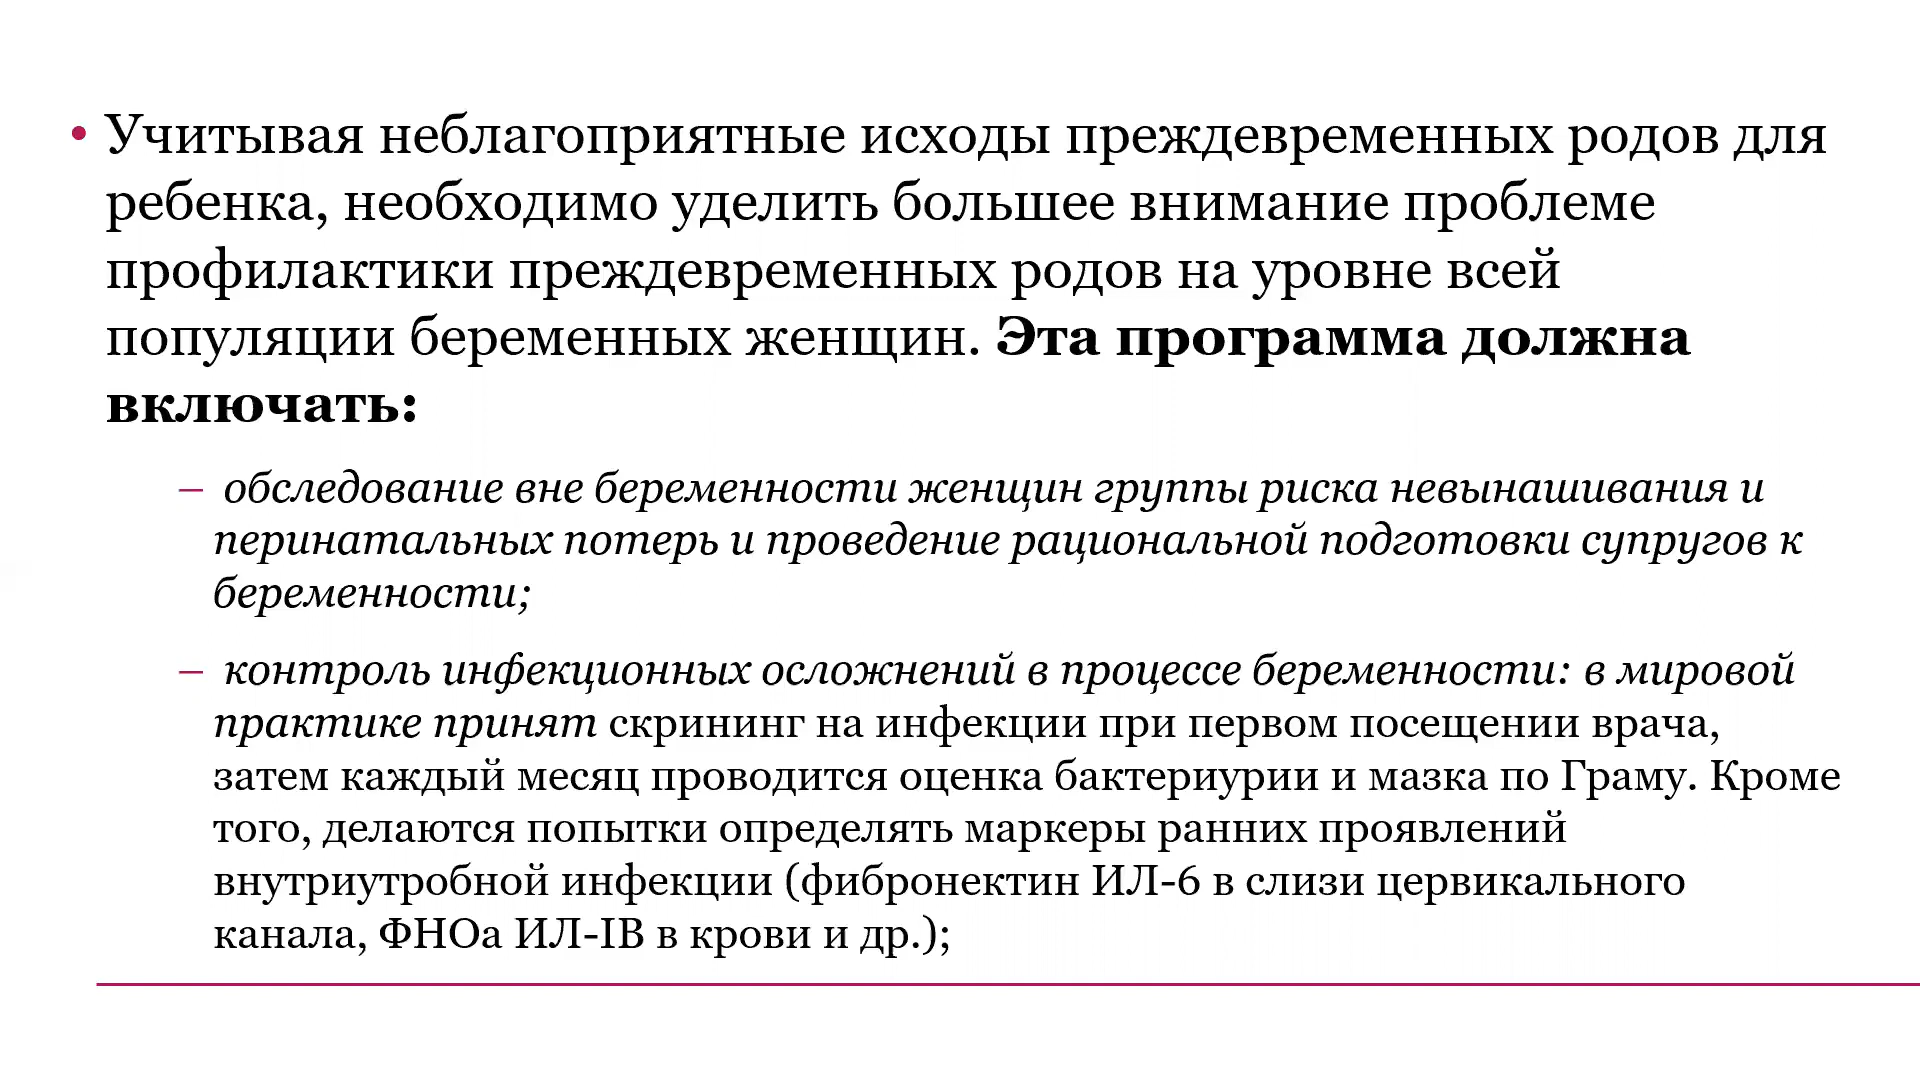 • Учитывая неблагоприятные исходы преждевременных родов для
ребенка, необходимо уделить большее внимание проблеме
профилактики преждевременных родов на уровне всей
популяции беременных женщин. Эта программа должна
включать:
– обследование вне беременности женщин группы риска невынашивания и
перинатальных потерь и проведение рациональной подготовки супругов к
беременности;
– контроль инфекционных осложнений в процессе беременности: в мировой
практике принят скрининг на инфекции при первом посещении врача,
затем каждый месяц проводится оценка бактериурии и мазка по Граму. Кроме
того, делаются попытки определять маркеры ранних проявлений
внутриутробной инфекции (фибронектин ИЛ-6 в слизи цервикального
канала, ФНОа ИЛ-IВ в крови и др.);